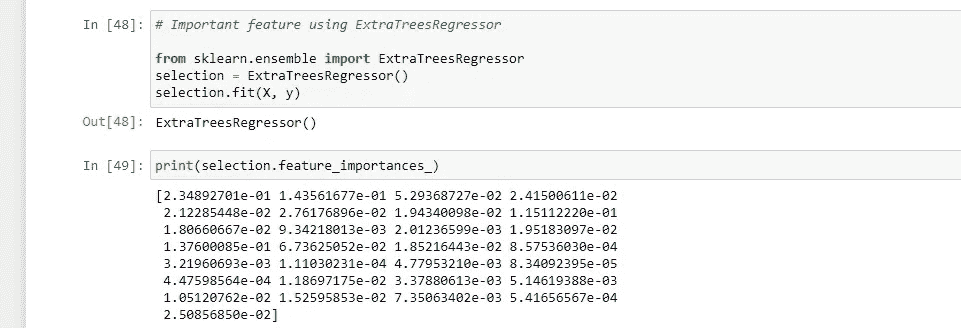 In [48]: # Important feature using ExtraTreesRegressor
from sklearn.ensemble import ExtraTreesRegressor
selection = ExtraTreesRegressor()
selection.fit(X, y)
Out[48]: ExtraTreesRegressor()
In [49]: print(selection.feature_importances_)
[2.34892701e-01 1.43561677e-01 5.29368727e-02 2.41500611e-02
2.12285448e-02 2.76176896e-02 1.94340098e-02 1.15112220e-01
1.80660667e-02 9.34218013e-03 2.01236599e-03 1.95183097e-02
1.37600085e-01 6.73625052e-02 1.85216443e-02 8.57536030e-04
3.21960693e-03 1.11030231e-04 4.77953210e-03 8.34092395e-05
4.47598564e-04 1.18697175e-02 3.37880613e-03 5.14619388e-03
1.05120762e-02 1.52595853e-02 7.35063402e-03 5.41656567e-04
2.50856850e-02]